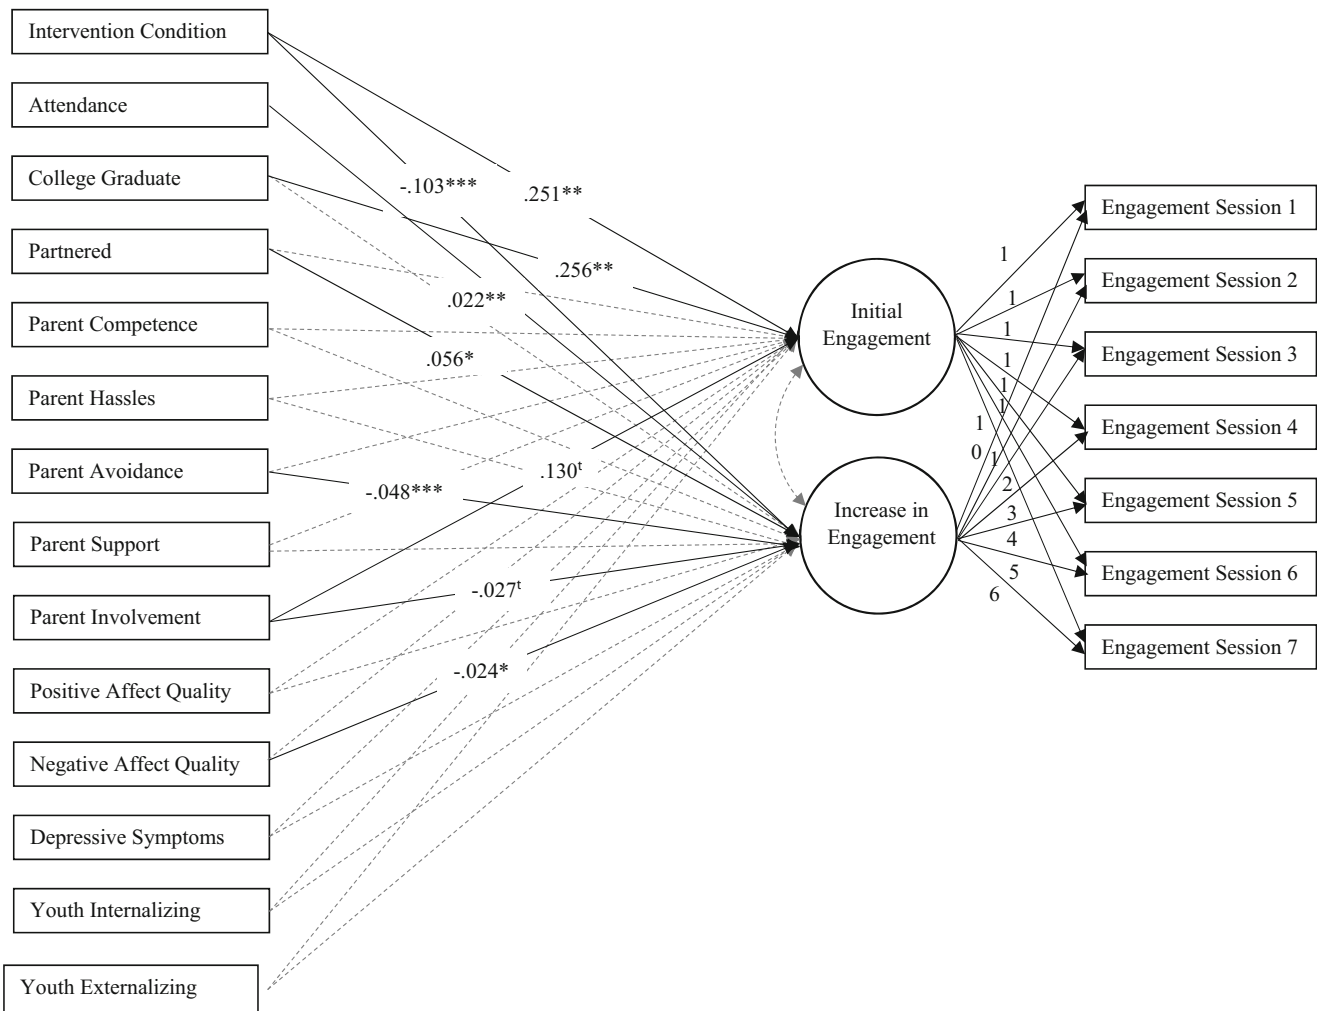 Intervention Condition
Attendance
College Graduate
Partnered
Parent Competence
Parent Hassles
Parent Avoidance
Parent Support
Parent Involvement
Positive Affect Quality
Negative Affect Quality
Depressive Symptoms
Youth Internalizing
Youth Externalizing
-.103***
.251**
.256**
.022**
.056*
.130ᵗ
-.048***
-.027ᵗ
-.024*
Initial
Engagement
Increase in
Engagement
1
1
1
1
1
1
1
0
1
2
3
4
5
6
Engagement Session 1
Engagement Session 2
Engagement Session 3
Engagement Session 4
Engagement Session 5
Engagement Session 6
Engagement Session 7